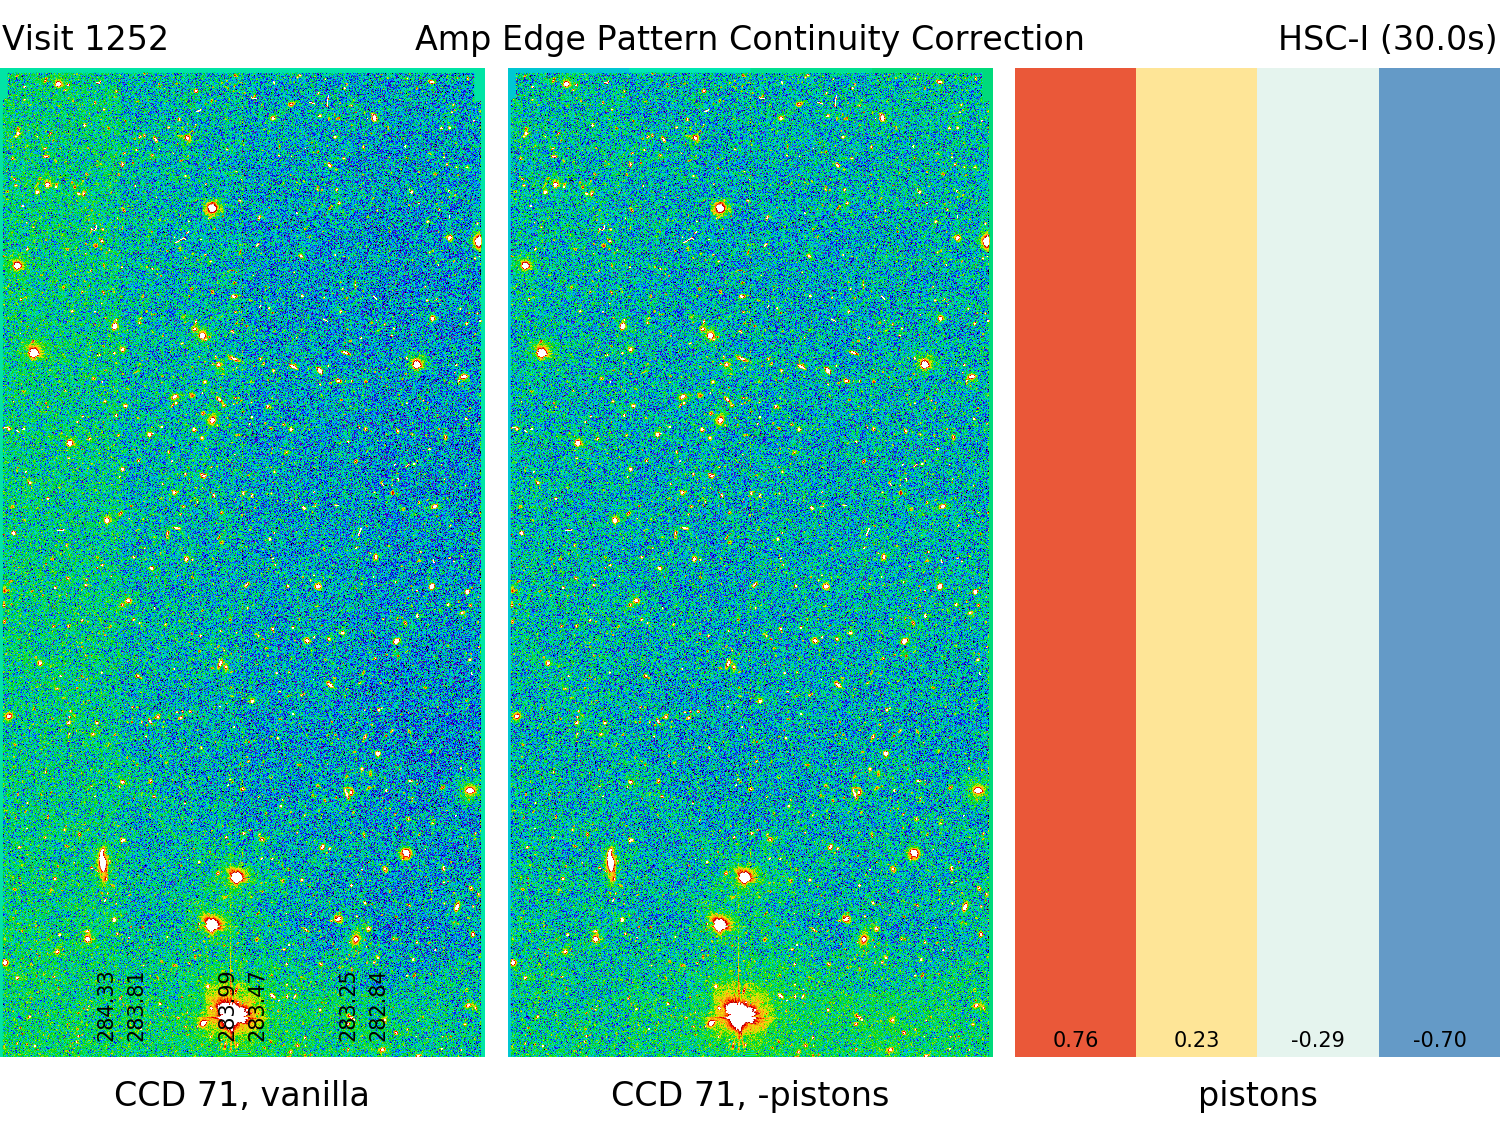 Visit 1252 Amp Edge Pattern Continuity Correction HSC-I (30.0s)
284.33
283.81
283.99
283.47
283.25
282.84
0.76 0.23 -0.29 -0.70
CCD 71, vanilla CCD 71, -pistons pistons